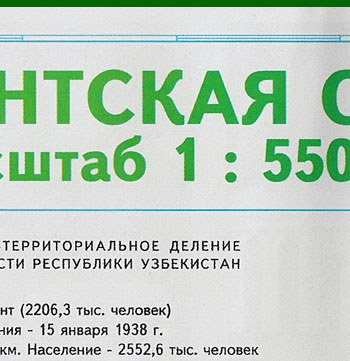 НТСКАЯ О
сштаб 1 : 550
ТЕРРИТОРИАЛЬНОЕ ДЕЛЕНИЕ
СТИ РЕСПУБЛИКИ УЗБЕКИСТАН
нт (2206,3 тыс. человек)
ния - 15 января 1938 г.
км. Население - 2552,6 тыс. человек